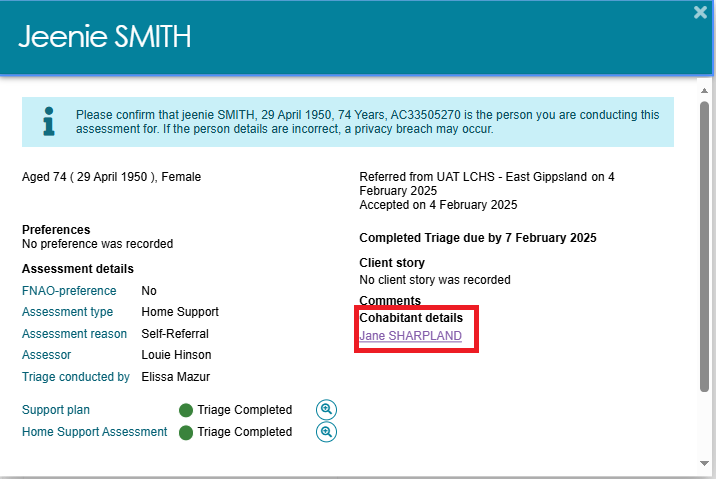 Jeenie SMITH
Please confirm that jeenie SMITH, 29 April 1950, 74 Years, AC33505270 is the person you are conducting this
assessment for. If the person details are incorrect, a privacy breach may occur.
Aged 74 ( 29 April 1950 ), Female
Preferences
No preference was recorded
Assessment details
FNAO-preference No
Assessment type Home Support
Assessment reason Self-Referral
Assessor Louie Hinson
Triage conducted by Elissa Mazur
Support plan Triage Completed
Home Support Assessment Triage Completed
Referred from UAT LCHS - East Gippsland on 4
February 2025
Accepted on 4 February 2025
Completed Triage due by 7 February 2025
Client story
No client story was recorded
Comments
Cohabitant details
Jane SHARPLAND